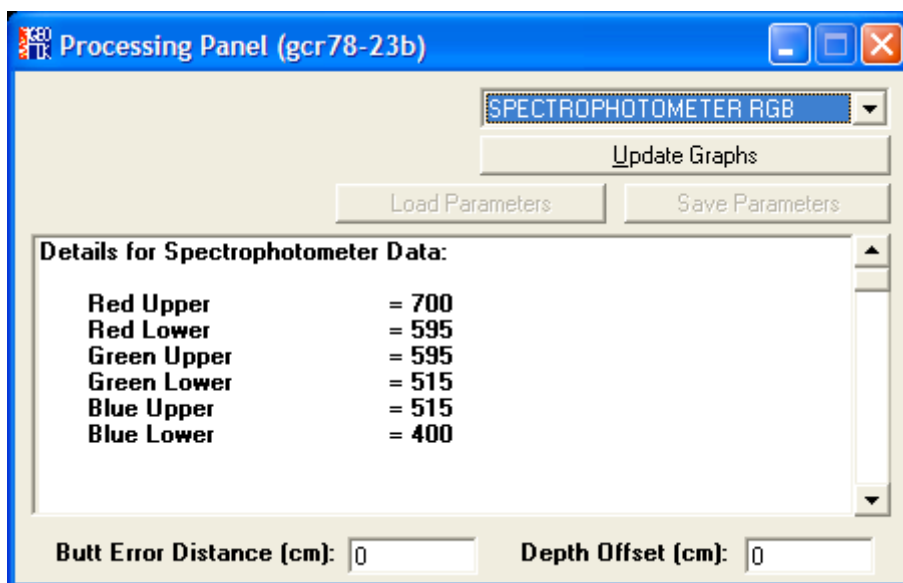 Processing Panel (gcr78-23b)
SPECTROPHOTOMETER RGB
Update Graphs
Load Parameters Save Parameters
Details for Spectrophotometer Data:
Red Upper = 700
Red Lower = 595
Green Upper = 595
Green Lower = 515
Blue Upper = 515
Blue Lower = 400
Butt Error Distance (cm): 0 Depth Offset (cm): 0